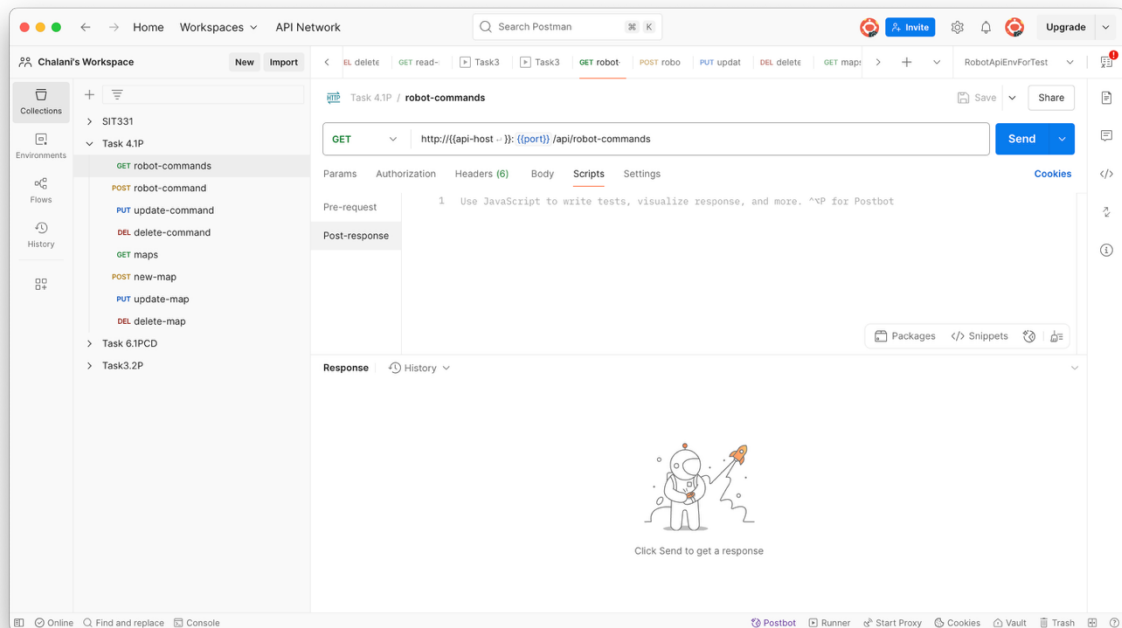 Home Workspaces API Network Search Postman ⌘ K Invite Upgrade
Chalani's Workspace New Import
EL delete GET read- Task3 Task3 GET robot- POST robo PUT updat DEL delete GET maps RobotApiEnvForTest
Collections
Environments
Flows
History
SIT331
Task 4.1P
GET robot-commands
POST robot-command
PUT update-command
DEL delete-command
GET maps
POST new-map
PUT update-map
DEL delete-map
Task 6.1PCD
Task3.2P
HTTP Task 4.1P / robot-commands Save Share
GET http://{{api-host }}: {{port}} /api/robot-commands Send
Params Authorization Headers (6) Body Scripts Settings Cookies
Pre-request
Post-response
1 Use JavaScript to write tests, visualize response, and more. ^⌥P for Postbot
Packages </> Snippets
Response History
Click Send to get a response
Online Find and replace Console Postbot Runner Start Proxy Cookies Vault Trash